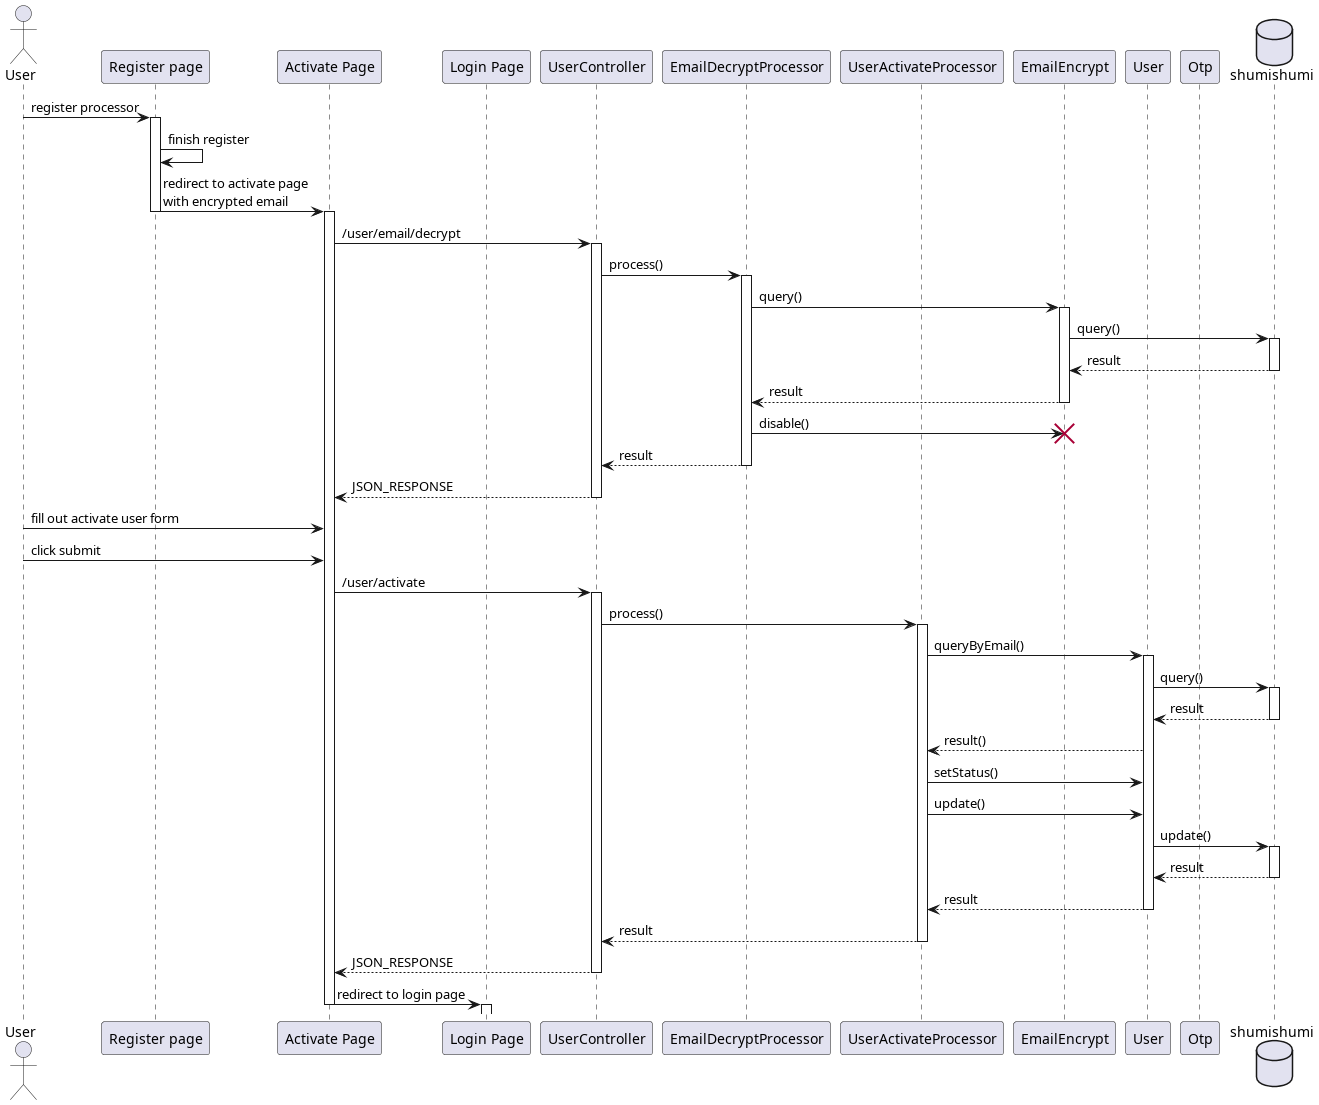 User
Register page
Activate Page
Login Page
UserController
EmailDecryptProcessor
UserActivateProcessor
EmailEncrypt
User
Otp
shumishumi
register processor
finish register
redirect to activate page
with encrypted email
/user/email/decrypt
process()
query()
query()
result
result
disable()
result
JSON_RESPONSE
fill out activate user form
click submit
/user/activate
process()
queryByEmail()
query()
result
result()
setStatus()
update()
update()
result
result
result
JSON_RESPONSE
redirect to login page
User
Register page
Activate Page
Login Page
UserController
EmailDecryptProcessor
UserActivateProcessor
EmailEncrypt
User
Otp
shumishumi